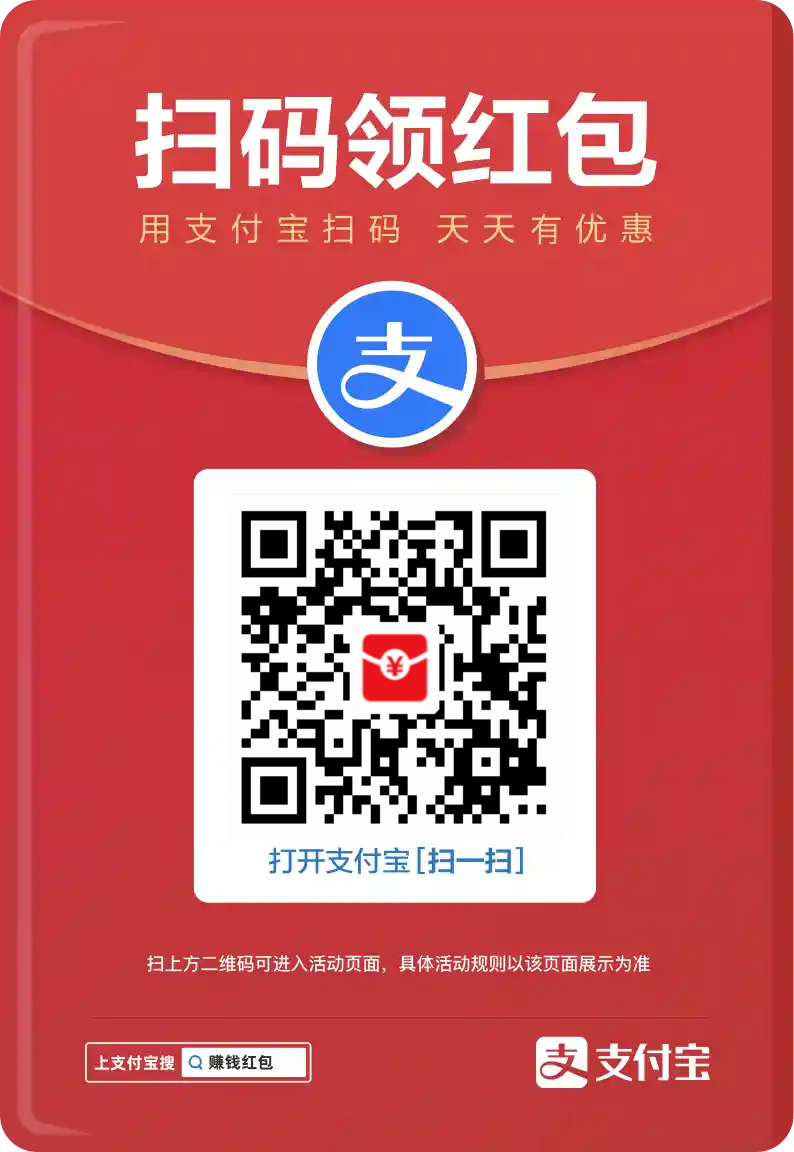 扫码领红包
用支付宝扫码 天天有优惠
支
¥
打开支付宝[扫一扫]
扫上方二维码可进入活动页面，具体活动规则以该页面展示为准
上支付宝搜 赚钱红包
支 支付宝